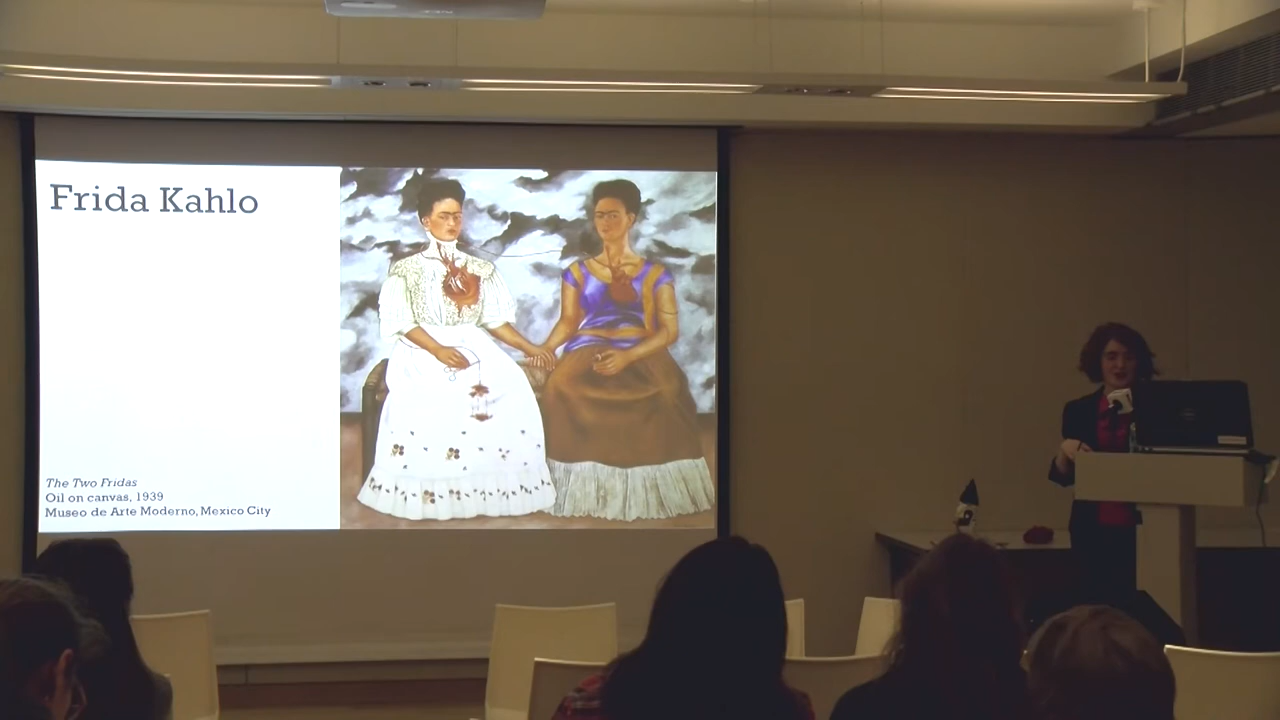 Frida Kahlo
The Two Fridas
Oil on canvas, 1939
Museo de Arte Moderno, Mexico City